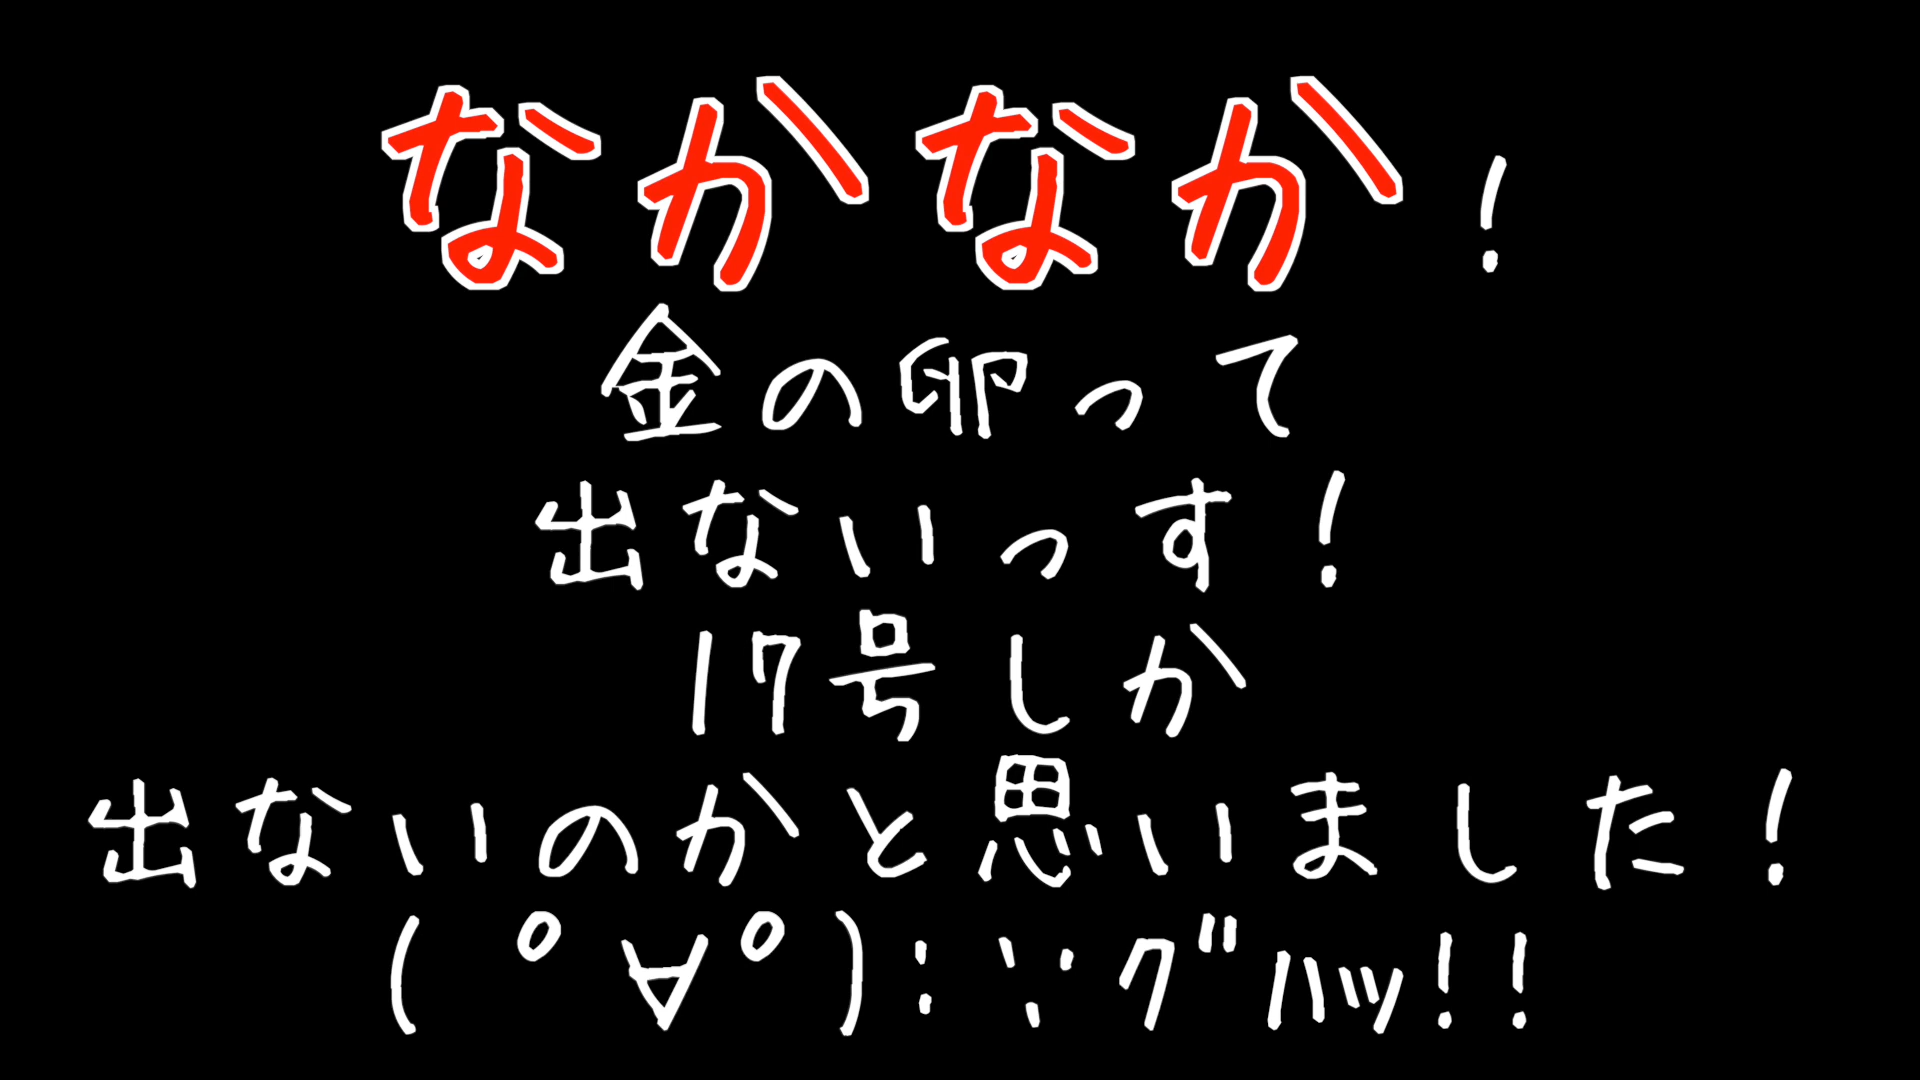 なかなか！
金の卵って
出ないっす！
17号しか
出ないのかと思いました！
( ﾟ∀ﾟ):∵ｸﾞﾊｯ!!